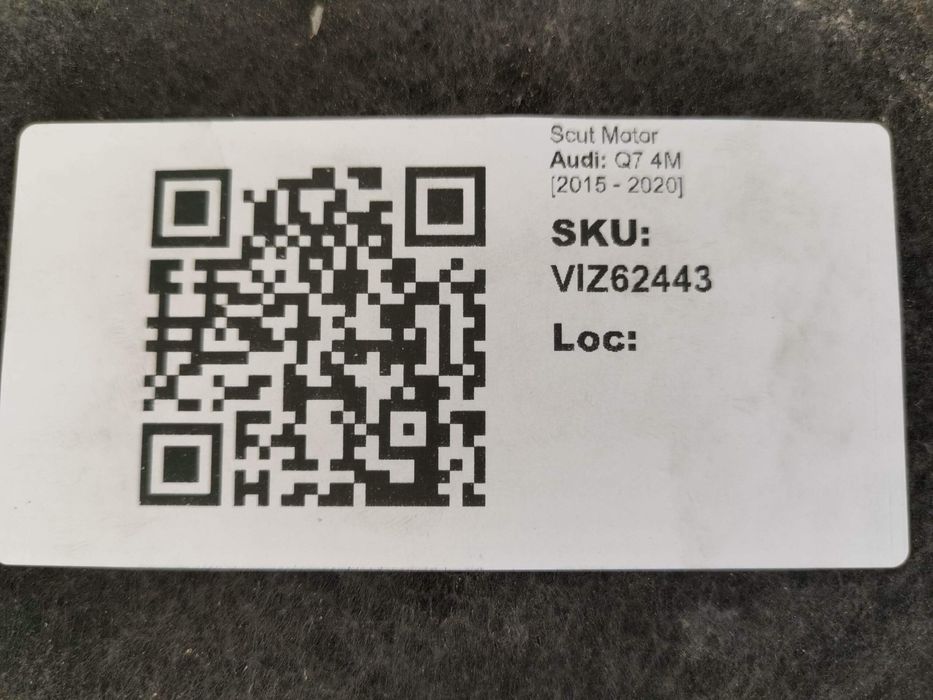 Scut Motor
Audi: Q7 4M
[2015 - 2020]
SKU:
VIZ62443
Loc: